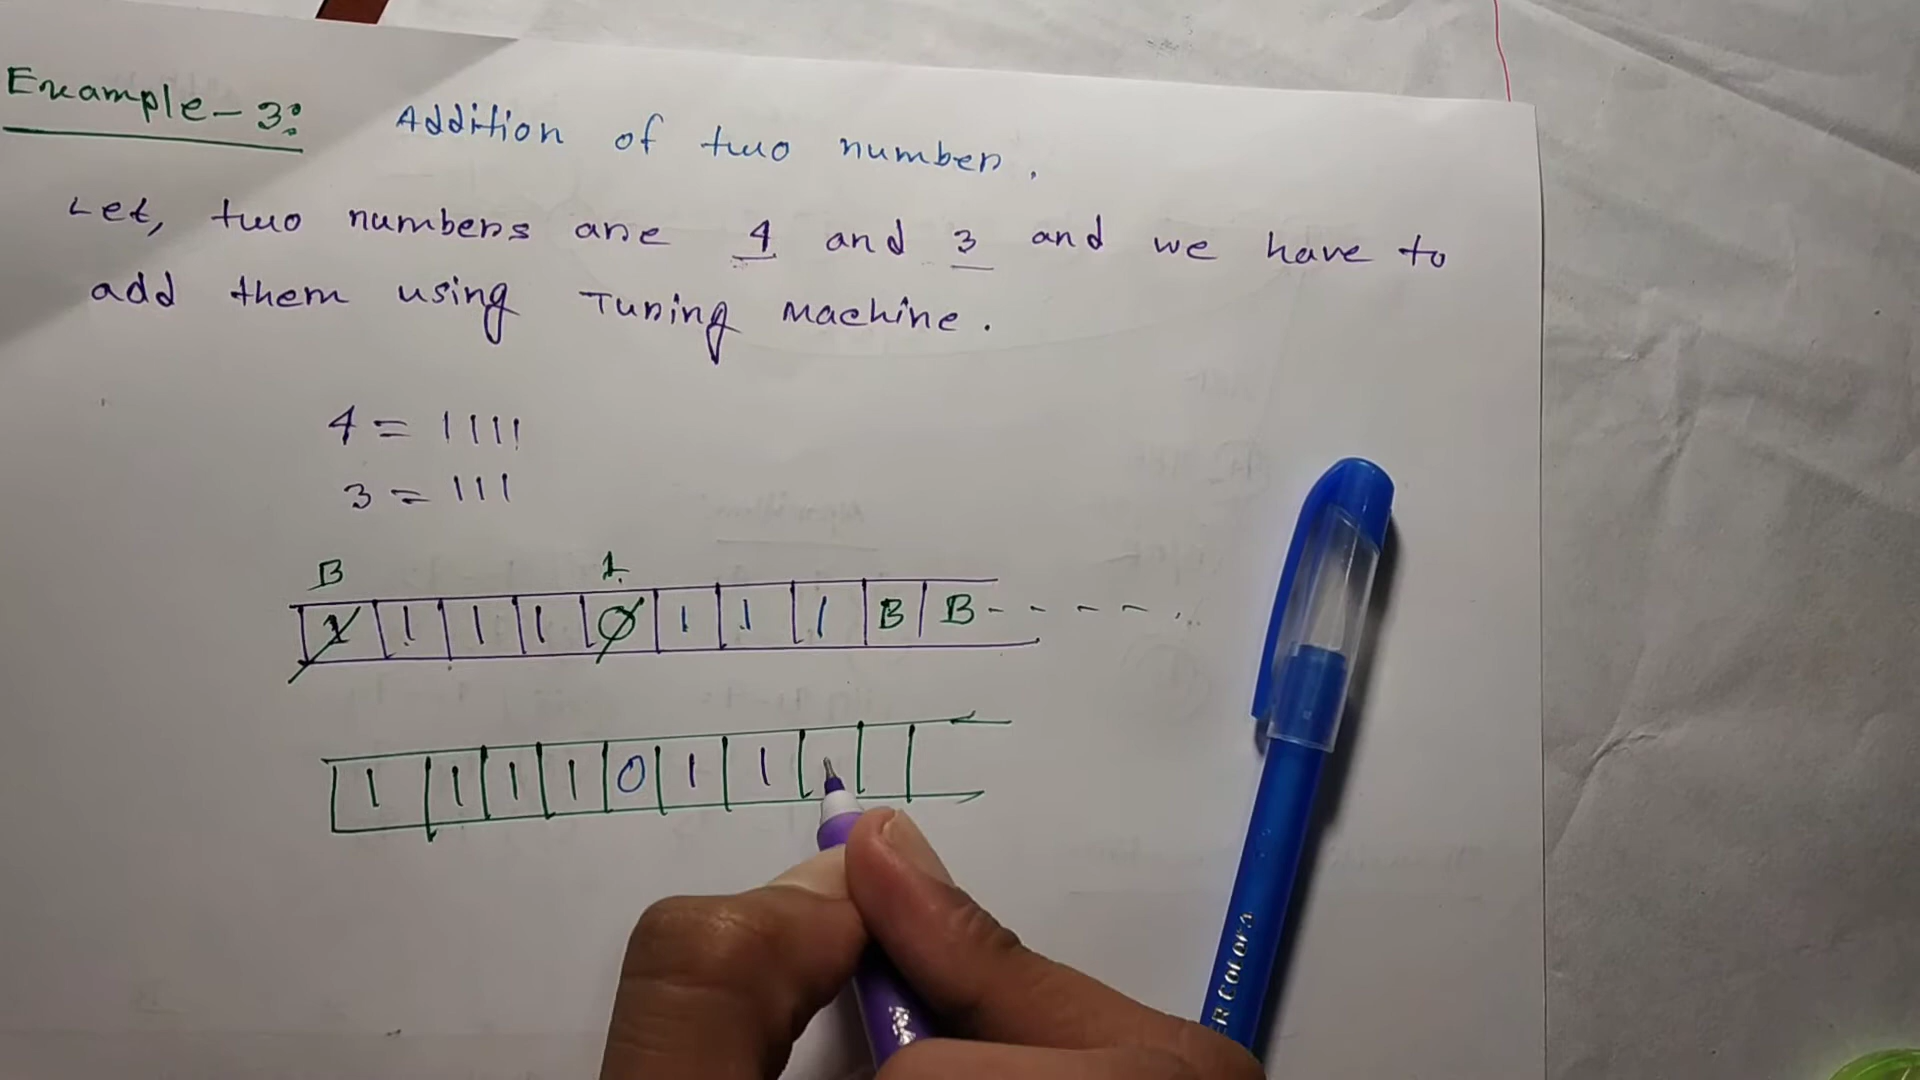 Example-3:
Addition of two number.
Let, two numbers are 4 and 3 and we have to
add them using Turing Machine.
4 = 1111
3 = 111
B 1
1 1 1 1 0 1 1 1 B B - - - - - .
1 1 1 1 0 1 1
ER COLORA